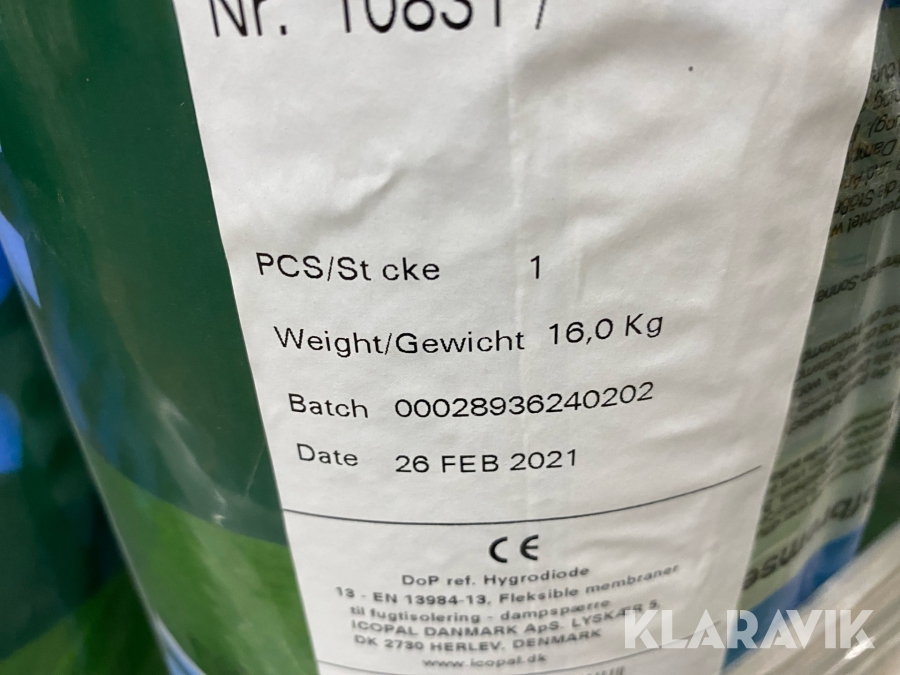 Nr. 108317
PCS/St cke 1
Weight/Gewicht 16,0 Kg
Batch 00028936240202
Date 26 FEB 2021
CE
DoP ref. Hygrodiode
13 - EN 13984-13. Fleksible membraner
til fugtisolering - dampspærre
ICOPAL DANMARK ApS. LYSKÆR 5
DK 2730 HERLEV. DENMARK
www.icopal.dk
KLARAVIK